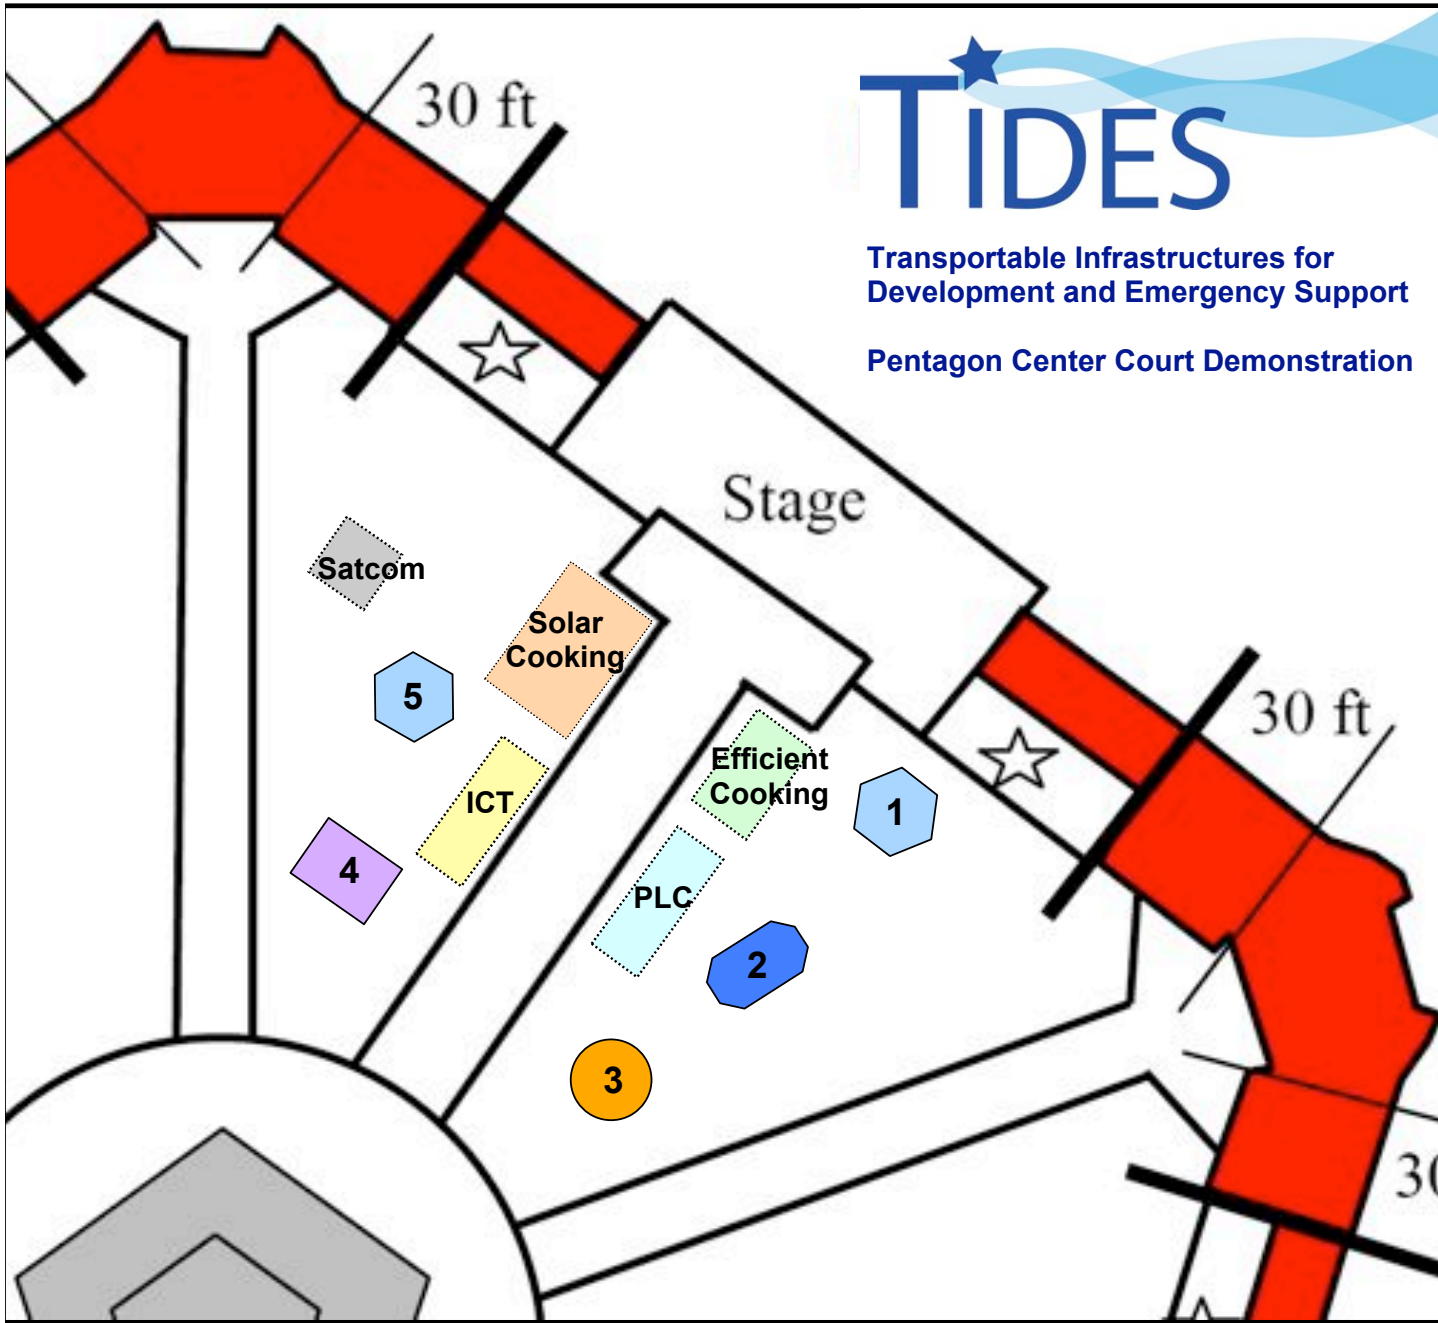 30 ft
TIDES
Transportable Infrastructures for
Development and Emergency Support
Pentagon Center Court Demonstration
Stage
Satcom
Solar
Cooking
5
30 ft
Efficient
Cooking
ICT
1
4
PLC
2
3
30